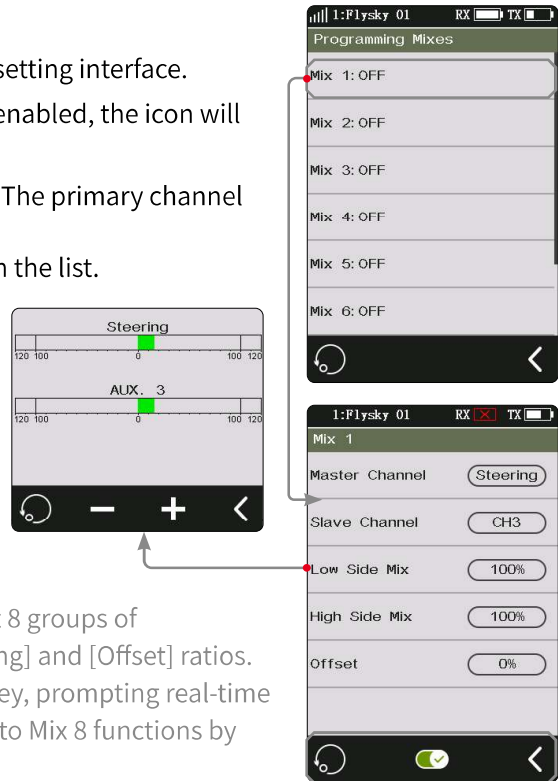 setting interface.
enabled, the icon will
The primary channel
the list.
Steering
120 100 0 100 120
AUX. 3
120 100 0 100 120
8 groups of
and [Offset] ratios.
prompting real-time
to Mix 8 functions by
1:Flysky 01 RX TX
Programming Mixes
Mix 1: OFF
Mix 2: OFF
Mix 3: OFF
Mix 4: OFF
Mix 5: OFF
Mix 6: OFF
1:Flysky 01 RX TX
Mix 1
Master Channel Steering
Slave Channel CH3
Low Side Mix 100%
High Side Mix 100%
Offset 0%